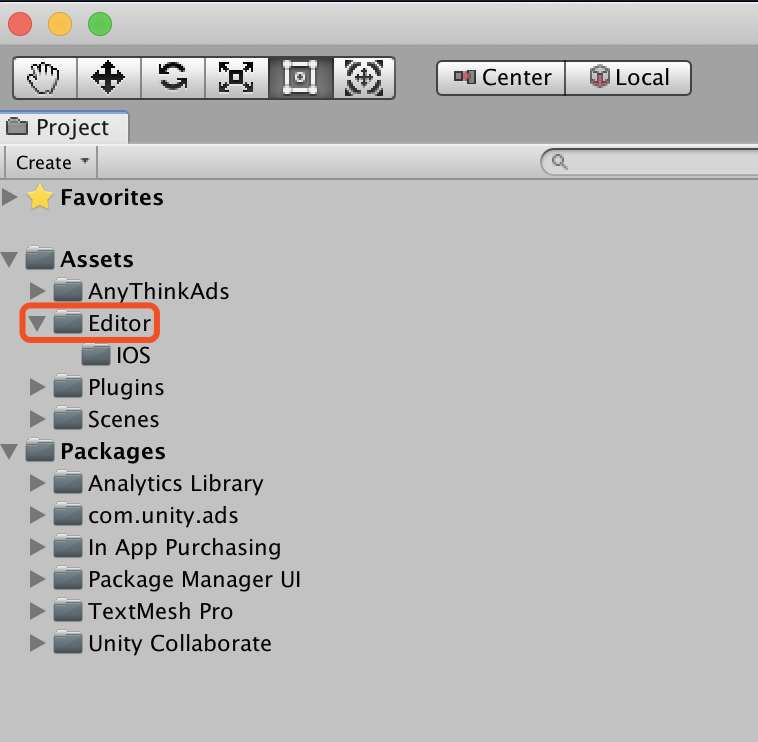 Center Local
Project
Create
Favorites
Assets
AnyThinkAds
Editor
IOS
Plugins
Scenes
Packages
Analytics Library
com.unity.ads
In App Purchasing
Package Manager UI
TextMesh Pro
Unity Collaborate